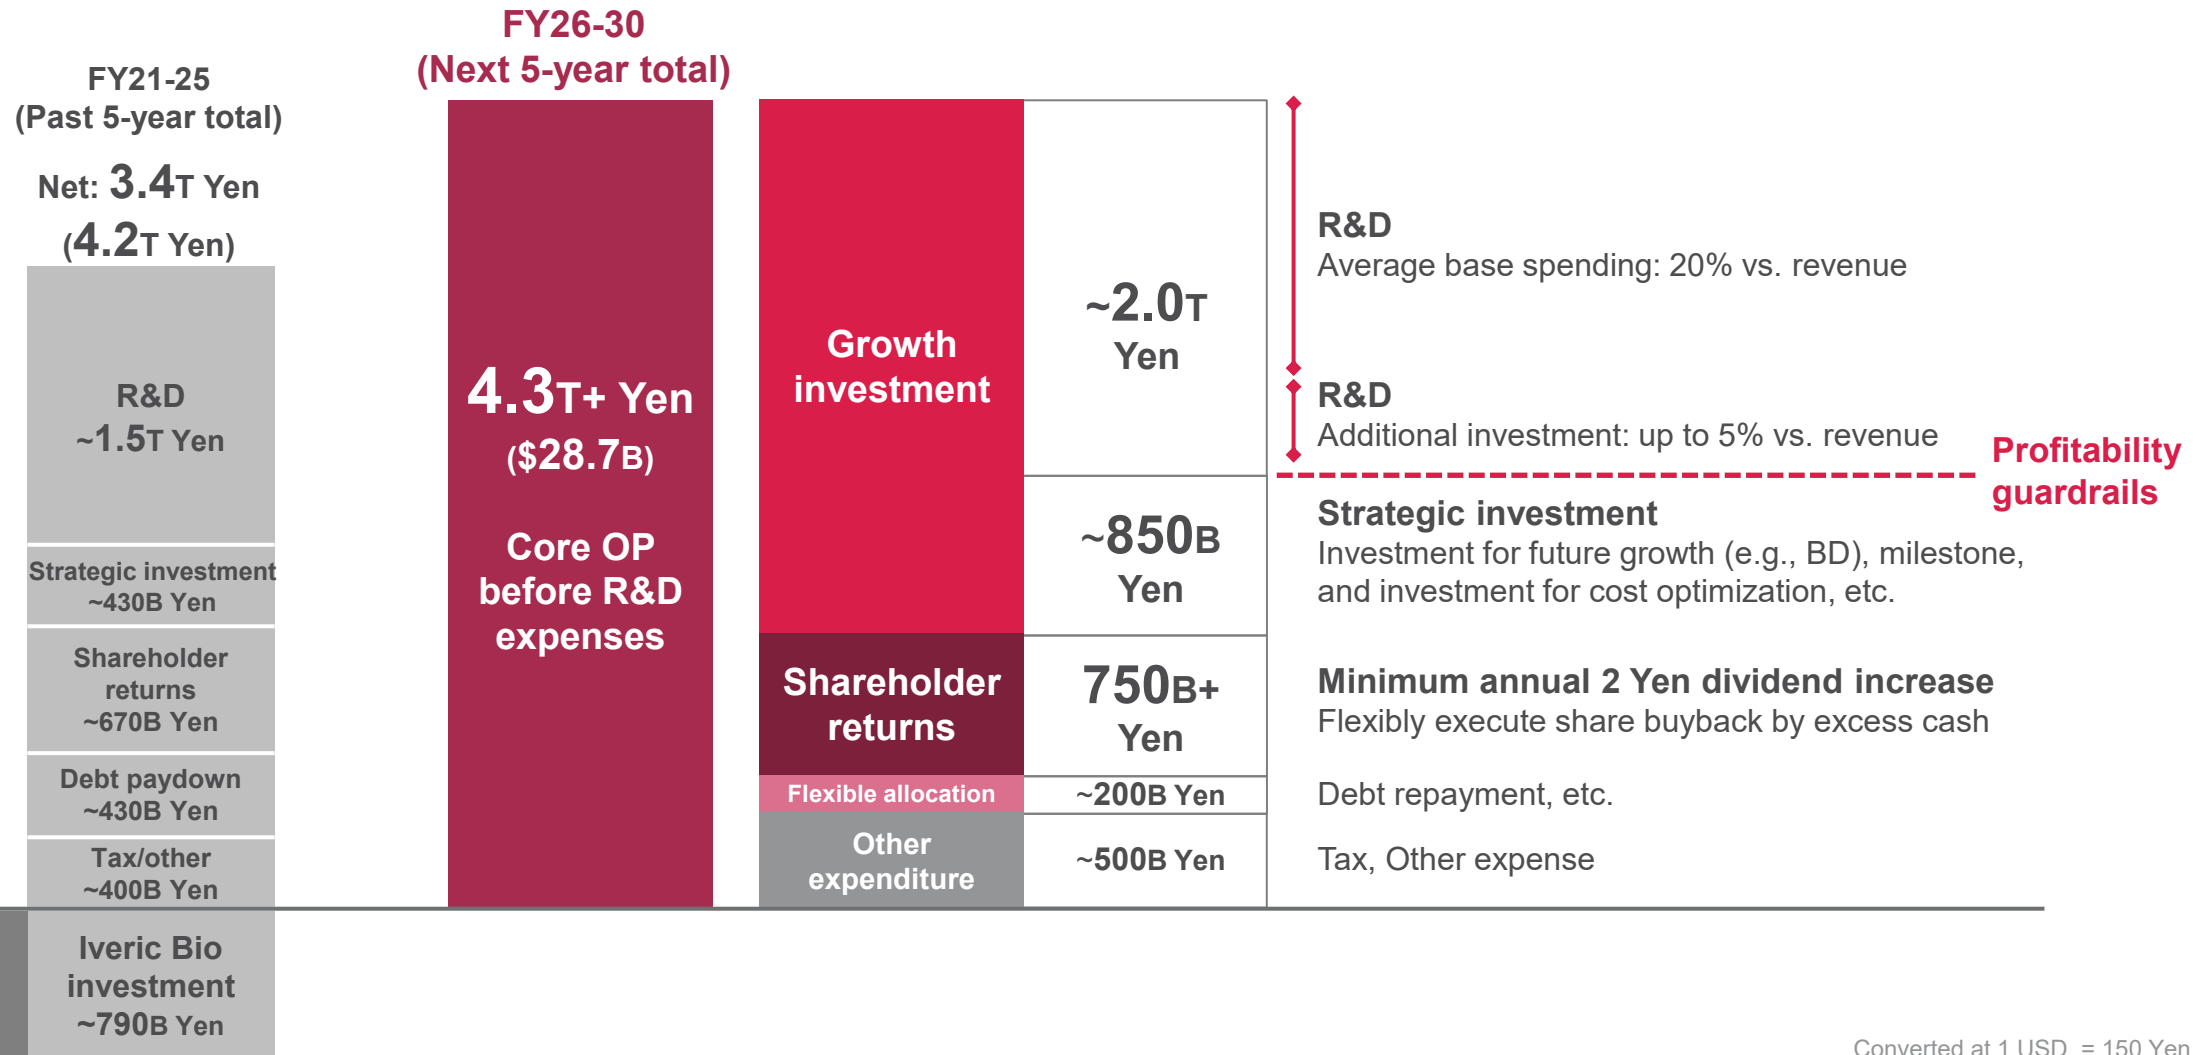 FY21-25
(Past 5-year total)
Net: 3.4T Yen
(4.2T Yen)
R&D
~1.5T Yen
Strategic investment
~430B Yen
Shareholder
returns
~670B Yen
Debt paydown
~430B Yen
Tax/other
~400B Yen
Iveric Bio
investment
~790B Yen
FY26-30
(Next 5-year total)
4.3T+ Yen
($28.7B)
Core OP
before R&D
expenses
Growth
investment
Shareholder
returns
Flexible allocation
Other
expenditure
~2.0T
Yen
~850B
Yen
750B+
Yen
~200B Yen
~500B Yen
R&D
Average base spending: 20% vs. revenue
R&D
Additional investment: up to 5% vs. revenue
Profitability
guardrails
Strategic investment
Investment for future growth (e.g., BD), milestone,
and investment for cost optimization, etc.
Minimum annual 2 Yen dividend increase
Flexibly execute share buyback by excess cash
Debt repayment, etc.
Tax, Other expense
Converted at 1 USD = 150 Yen